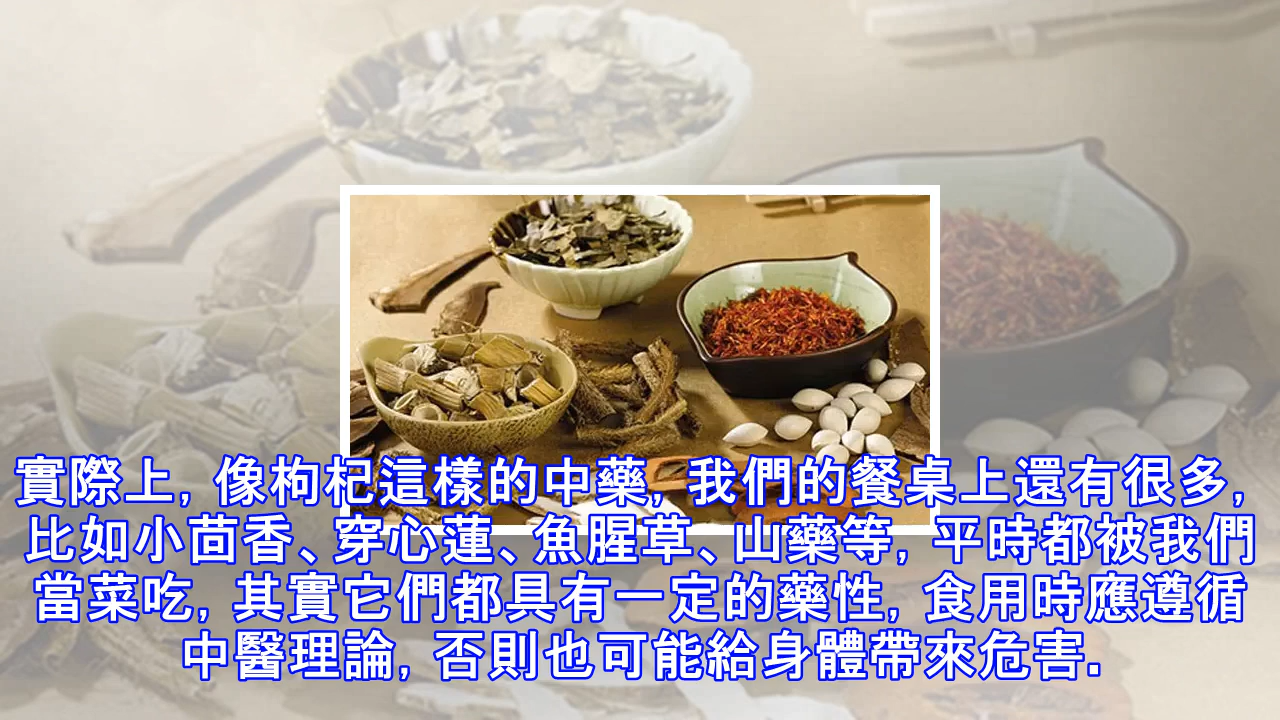 實際上, 像枸杞這樣的中藥, 我們的餐桌上還有很多,
比如小茴香、穿心蓮、魚腥草、山藥等, 平時都被我們
當菜吃, 其實它們都具有一定的藥性, 食用時應遵循
中醫理論, 否則也可能給身體帶來危害.